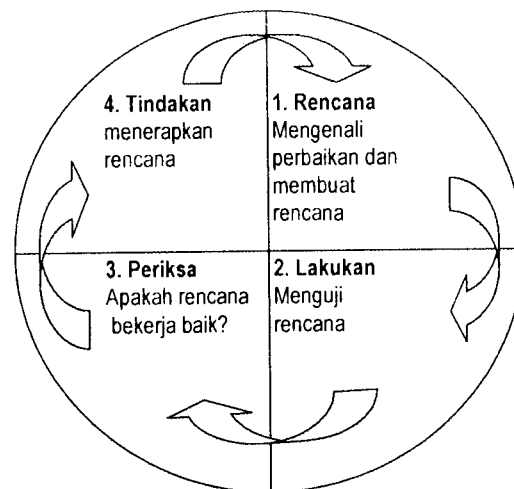 4. Tindakan
menerapkan
rencana
1. Rencana
Mengenali
perbaikan dan
membuat
rencana
3. Periksa
Apakah rencana
bekerja baik?
2. Lakukan
Menguji
rencana